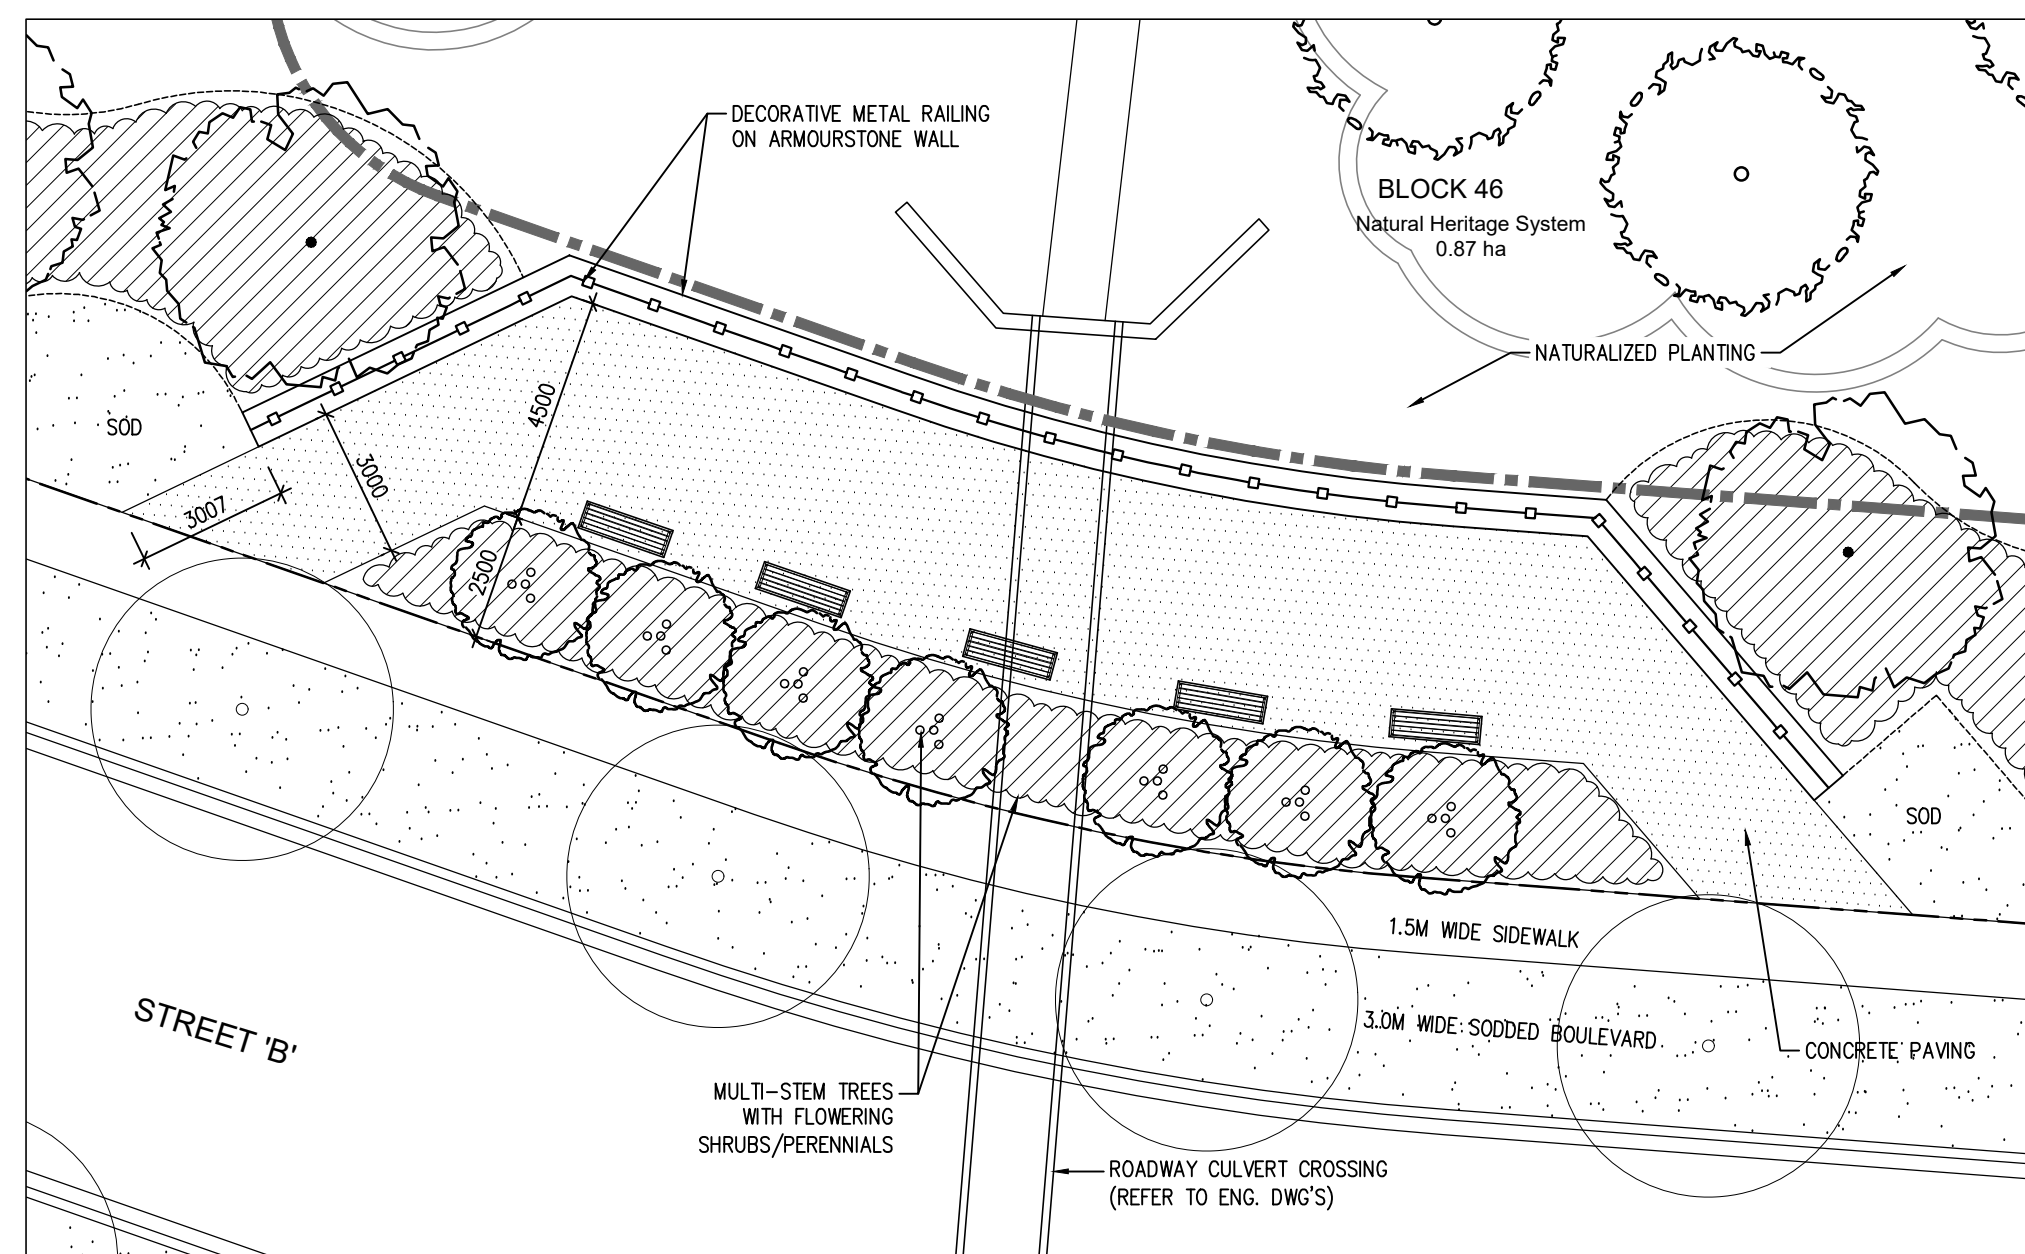 DECORATIVE METAL RAILING
ON ARMOURSTONE WALL
BLOCK 46
Natural Heritage System
0.87 ha
NATURALIZED PLANTING
SOD
4500
3000
3007
2500
SOD
1.5M WIDE SIDEWALK
3.0M WIDE SODDED BOULEVARD
CONCRETE PAVING
STREET 'B'
MULTI-STEM TREES
WITH FLOWERING
SHRUBS/PERENNIALS
ROADWAY CULVERT CROSSING
(REFER TO ENG. DWG'S)